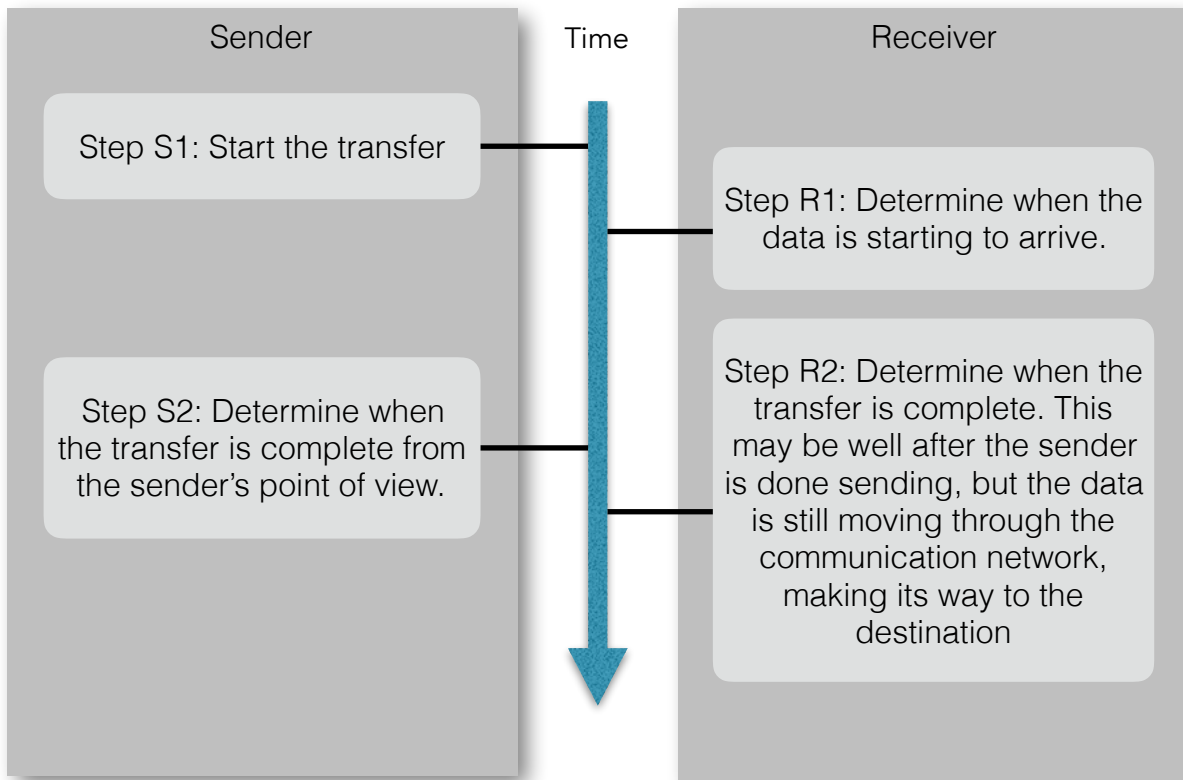 Sender
Time
Receiver
Step S1: Start the transfer
Step R1: Determine when the
data is starting to arrive.
Step S2: Determine when
the transfer is complete from
the sender’s point of view.
Step R2: Determine when the
transfer is complete. This
may be well after the sender
is done sending, but the data
is still moving through the
communication network,
making its way to the
destination